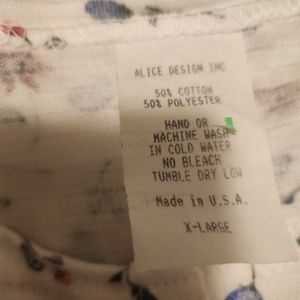 ALICE DESIGN INC
50% COTTON
50% POLYESTER
HAND OR
MACHINE WASH
IN COLD WATER
NO BLEACH
TUMBLE DRY LOW
Made in U.S.A.
X-LARGE